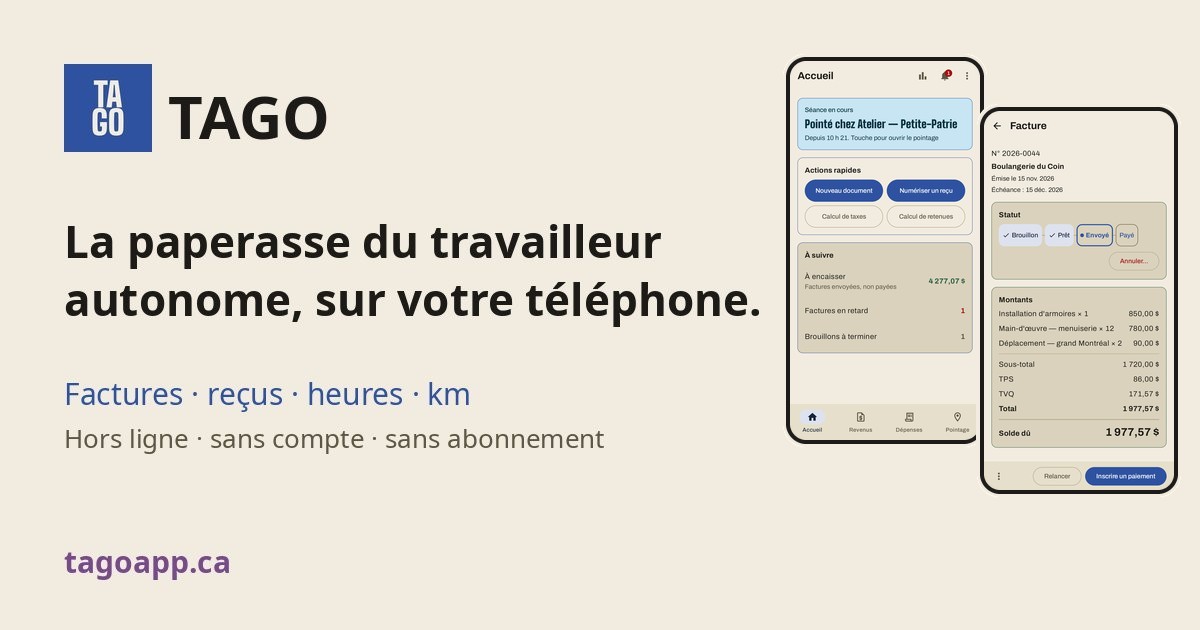 TA
GO
TAGO
La paperasse du travailleur
autonome, sur votre téléphone.
Factures · reçus · heures · km
Hors ligne · sans compte · sans abonnement
tagoapp.ca
Accueil
1
Séance en cours
Pointé chez Atelier — Petite-Patrie
Depuis 10 h 21. Touche pour ouvrir le pointage
Actions rapides
Nouveau document
Numériser un reçu
Calcul de taxes
Calcul de retenues
À suivre
À encaisser
4 277,07 $
Factures envoyées, non payées
Factures en retard 1
Brouillons à terminer 1
Accueil
Revenus
Dépenses
Pointage
Facture
N° 2026-0044
Boulangerie du Coin
Émise le 15 nov. 2026
Échéance : 15 déc. 2026
Statut
Brouillon
Prêt
Envoyé
Payé
Annuler…
Montants
Installation d'armoires × 1 850,00 $
Main-d'œuvre — menuiserie × 12 780,00 $
Déplacement — grand Montréal × 2 90,00 $
Sous-total 1 720,00 $
TPS 86,00 $
TVQ 171,57 $
Total 1 977,57 $
Solde dû 1 977,57 $
Relancer
Inscrire un paiement